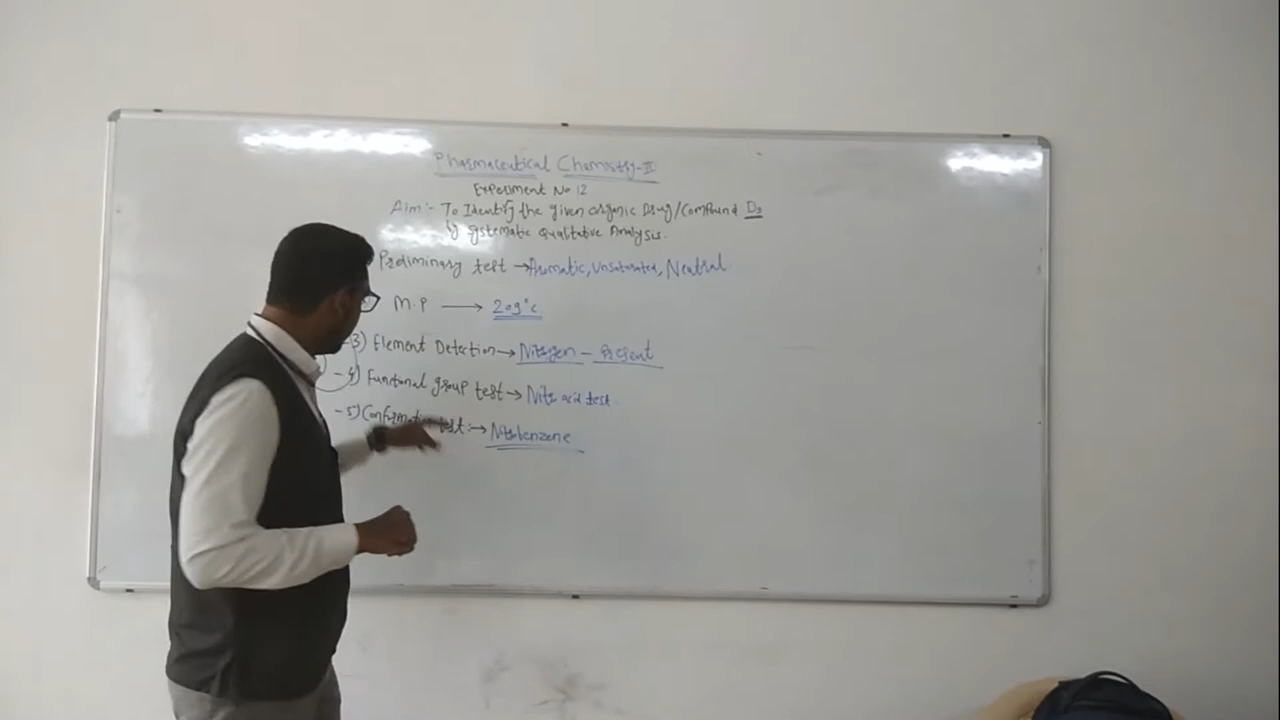 Pharmaceutical Chemistry-II
Experiment No 12
Aim:- To Identify the given organic Drug/Compound D3
by systematic Qualitative Analysis.
Preliminary test → Aromatic, Unsaturated, Neutral
M.P → 209°c
-3) Element Detection → Nitrogen - Present
-4) Functional group test → Nitr acid test.
-5) test:→ Nitrobenzene